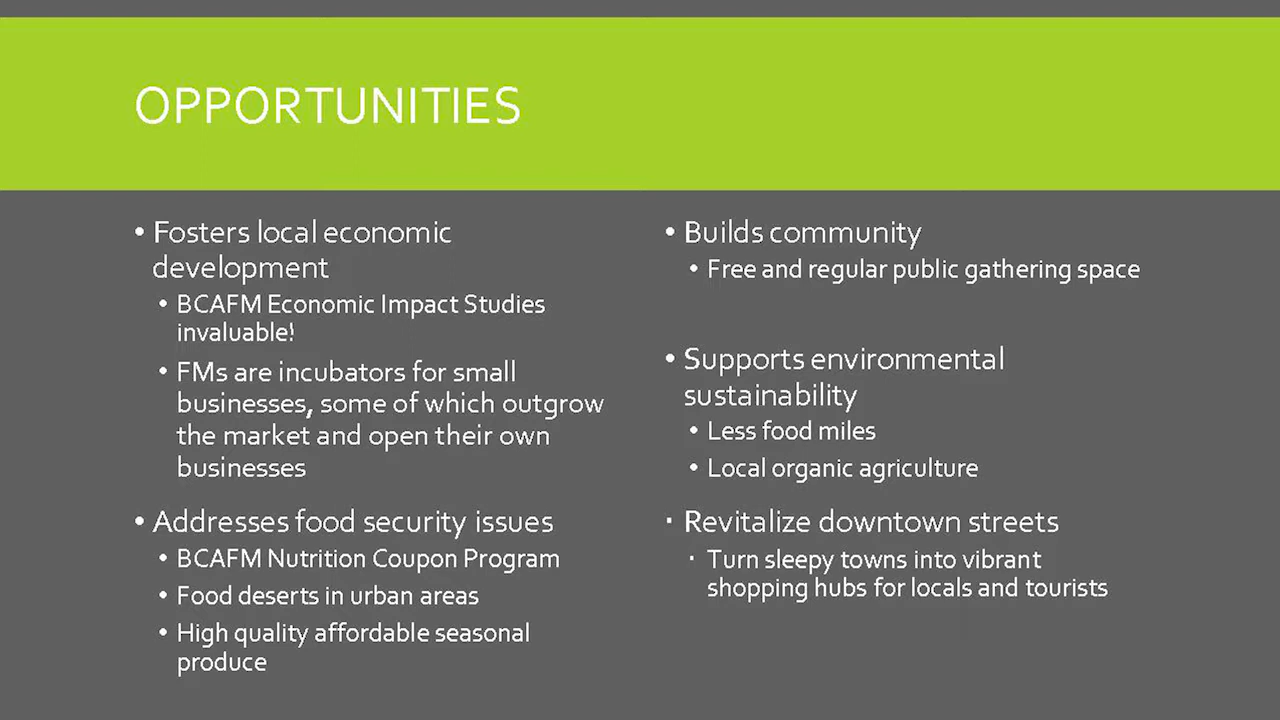 OPPORTUNITIES
• Fosters local economic
development
• BCAFM Economic Impact Studies
invaluable!
• FMs are incubators for small
businesses, some of which outgrow
the market and open their own
businesses
• Addresses food security issues
• BCAFM Nutrition Coupon Program
• Food deserts in urban areas
• High quality affordable seasonal
produce
• Builds community
• Free and regular public gathering space
• Supports environmental
sustainability
• Less food miles
• Local organic agriculture
▪ Revitalize downtown streets
▪ Turn sleepy towns into vibrant
shopping hubs for locals and tourists